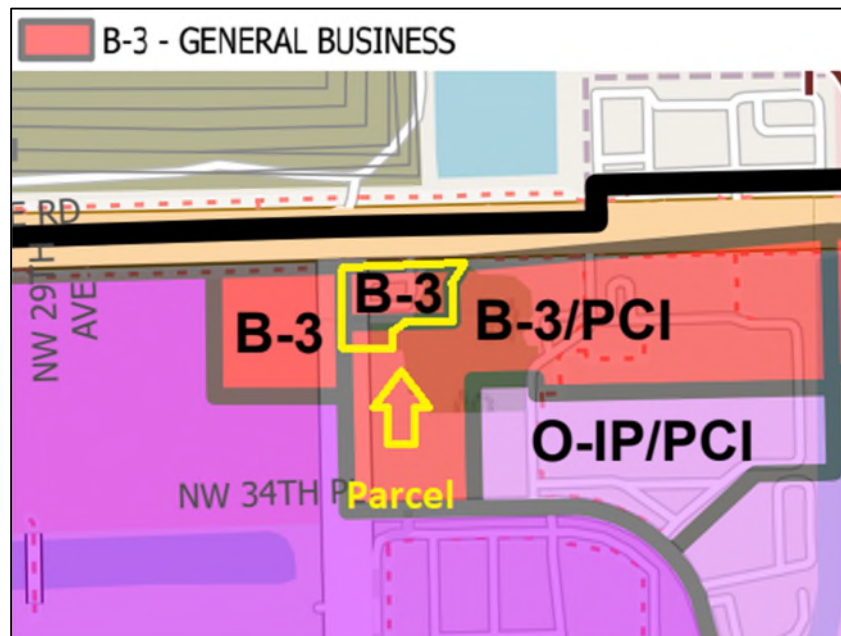 B-3 - GENERAL BUSINESS
E RD
NW 29TH
AVE
B-3
B-3
B-3/PCI
O-IP/PCI
NW 34TH P
Parcel